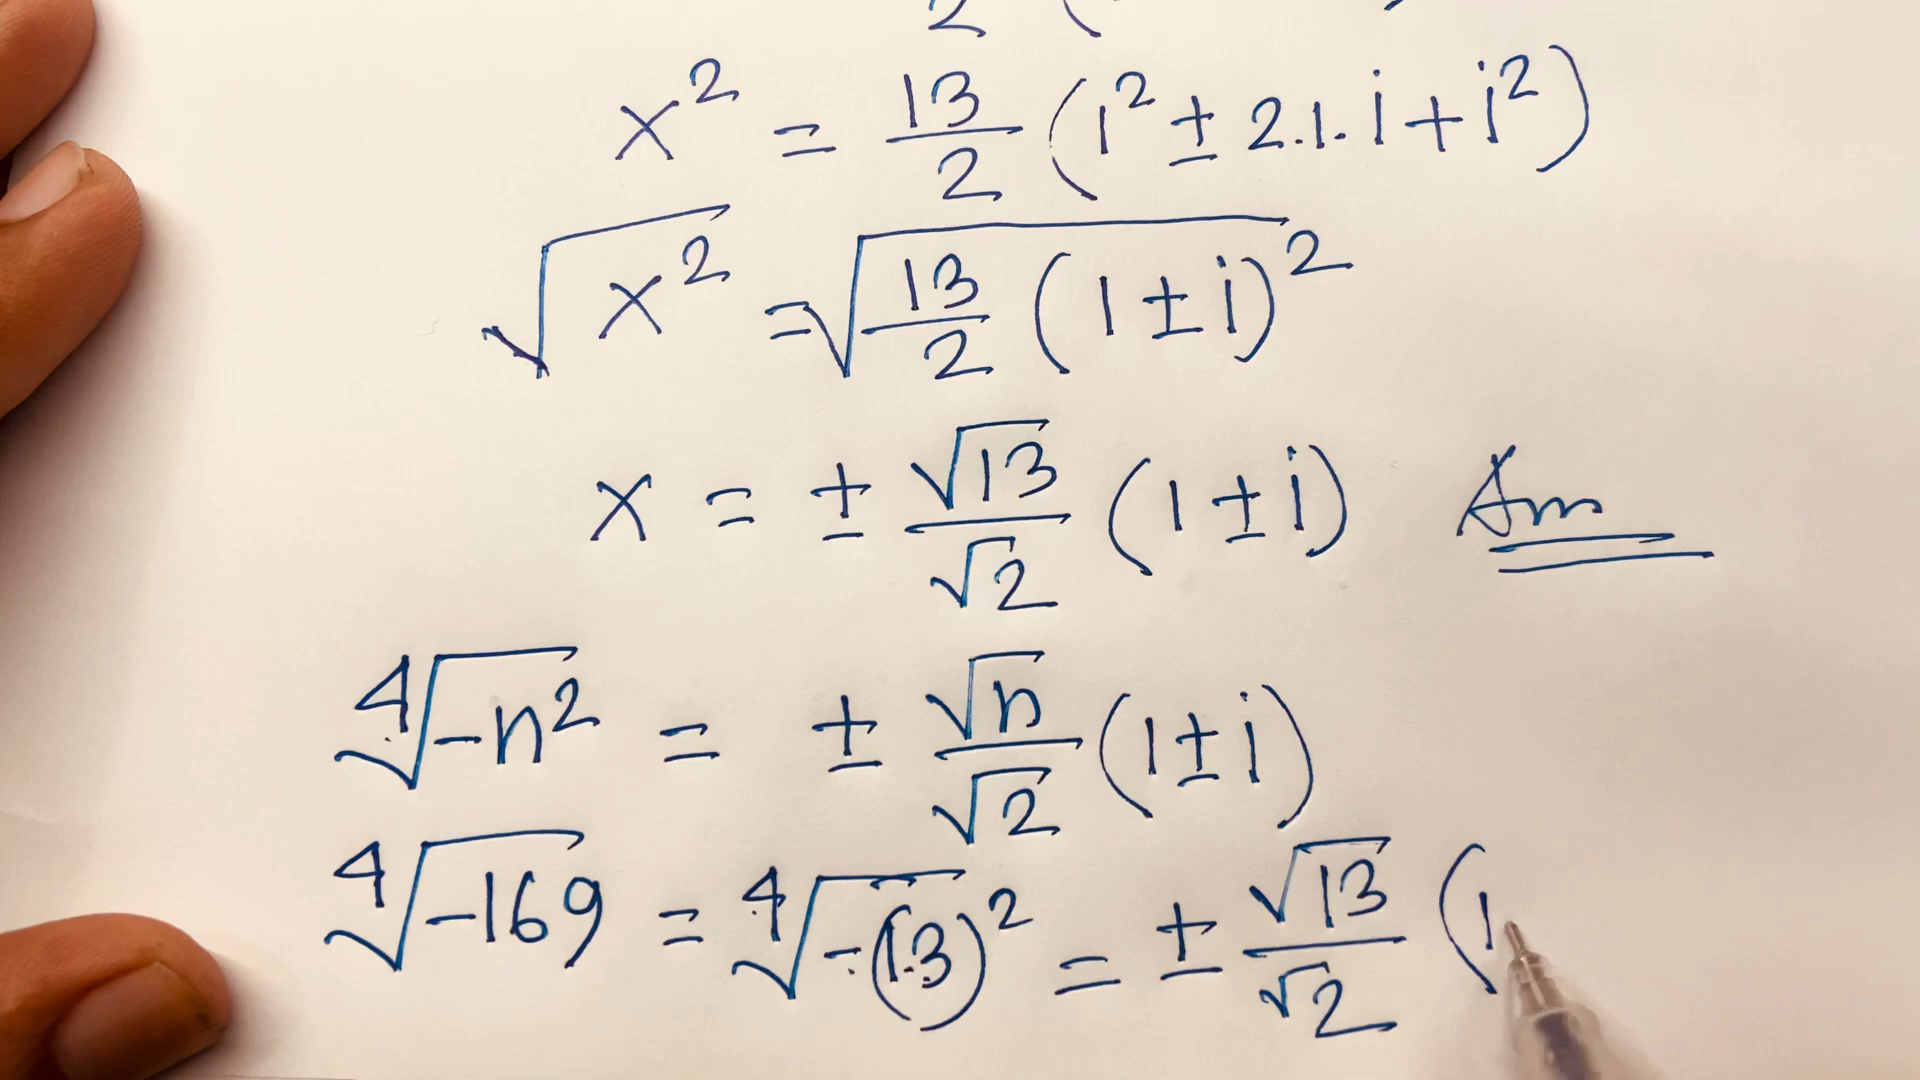 2 (
x² = 13/2 (1² ± 2.1.i + i²)
√x² = √13/2 (1 ± i)²
x = ± √13/√2 (1 ± i) Ans
⁴√-n² = ± √n/√2 (1 ± i)
⁴√-169 = ⁴√-(13)² = ± √13/√2 (1